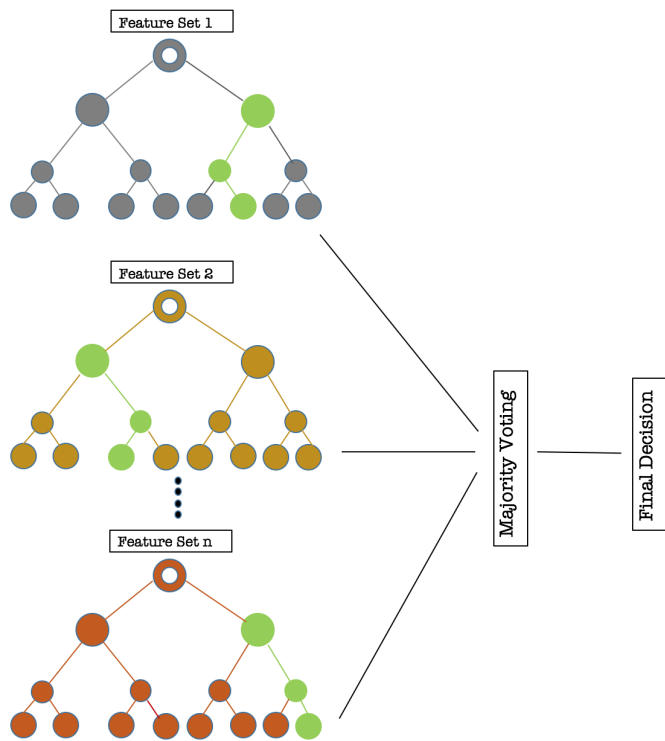 Feature Set 1
Feature Set 2
Feature Set n
Majority Voting
Final Decision